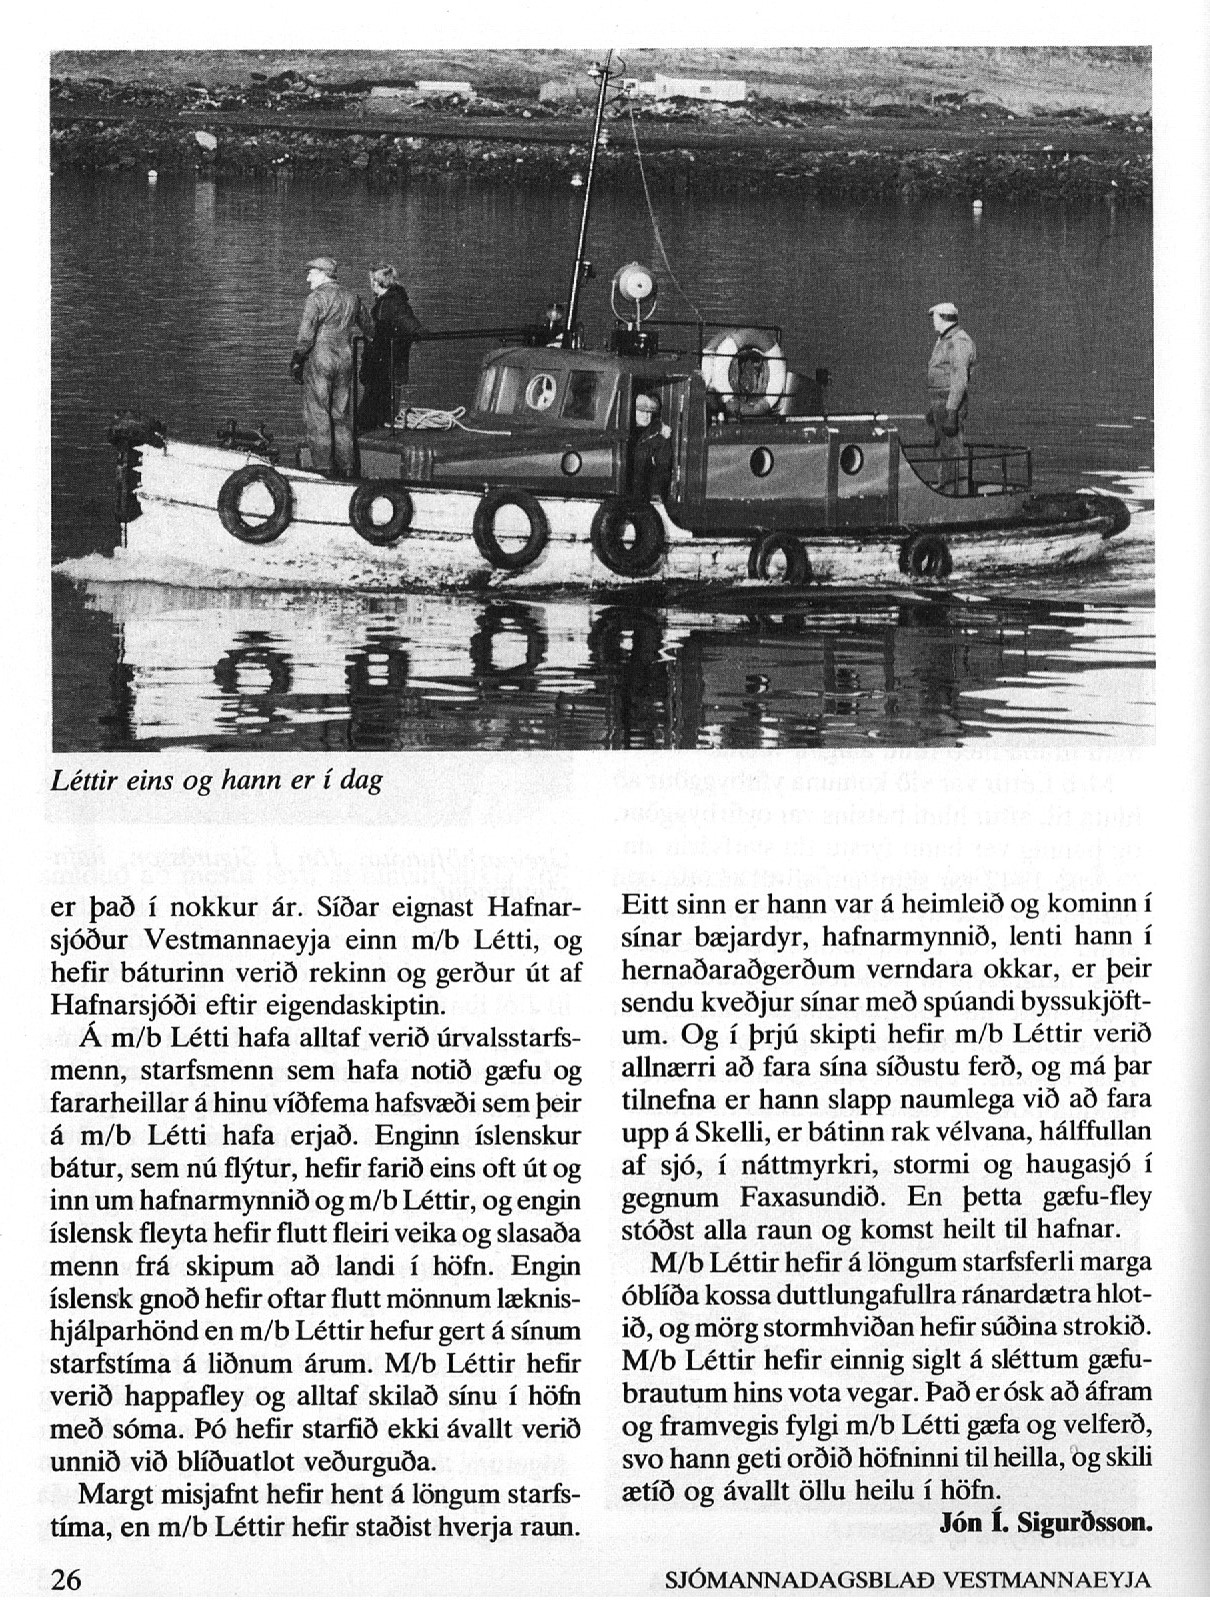 Léttir eins og hann er í dag
er það í nokkur ár. Síðar eignast Hafnar-
sjóður Vestmannaeyja einn m/b Létti, og
hefir báturinn verið rekinn og gerður út af
Hafnarsjóði eftir eigendaskiptin.
Á m/b Létti hafa alltaf verið úrvalsstarfs-
menn, starfsmenn sem hafa notið gæfu og
fararheillar á hinu víðfema hafsvæði sem þeir
á m/b Létti hafa erjað. Enginn íslenskur
bátur, sem nú flýtur, hefir farið eins oft út og
inn um hafnarmynnið og m/b Léttir, og engin
íslensk fleyta hefir flutt fleiri veika og slasaða
menn frá skipum að landi í höfn. Engin
íslensk gnoð hefir oftar flutt mönnum læknis-
hjálparhönd en m/b Léttir hefur gert á sínum
starfstíma á liðnum árum. M/b Léttir hefir
verið happafley og alltaf skilað sínu í höfn
með sóma. Þó hefir starfið ekki ávallt verið
unnið við blíðuatlot veðurguða.
Margt misjafnt hefir hent á löngum starfs-
tíma, en m/b Léttir hefir staðist hverja raun.
Eitt sinn er hann var á heimleið og kominn í
sínar bæjardyr, hafnarmynnið, lenti hann í
hernaðaraðgerðum verndara okkar, er þeir
sendu kveðjur sínar með spúandi byssukjöft-
um. Og í þrjú skipti hefir m/b Léttir verið
allnærri að fara sína síðustu ferð, og má þar
tilnefna er hann slapp naumlega við að fara
upp á Skelli, er bátinn rak vélvana, hálffullan
af sjó, í náttmyrkri, stormi og haugasjó í
gegnum Faxasundið. En þetta gæfu-fley
stóðst alla raun og komst heilt til hafnar.
M/b Léttir hefir á löngum starfsferli marga
óblíða kossa duttlungafullra ránardætra hlot-
ið, og mörg stormhviðan hefir súðina strokið.
M/b Léttir hefir einnig siglt á sléttum gæfu-
brautum hins vota vegar. Það er ósk að áfram
og framvegis fylgi m/b Létti gæfa og velferð,
svo hann geti orðið höfninni til heilla, og skili
ætíð og ávallt öllu heilu í höfn.
Jón Í. Sigurðsson.
26
SJÓMANNADAGSBLAÐ VESTMANNAEYJA